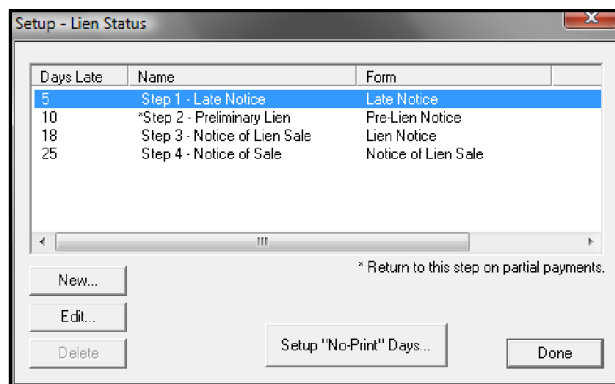 Setup - Lien Status
Days Late Name Form
5 Step 1 - Late Notice Late Notice
10 *Step 2 - Preliminary Lien Pre-Lien Notice
18 Step 3 - Notice of Lien Sale Lien Notice
25 Step 4 - Notice of Sale Notice of Lien Sale
* Return to this step on partial payments.
New...
Edit...
Delete
Setup "No-Print" Days...
Done